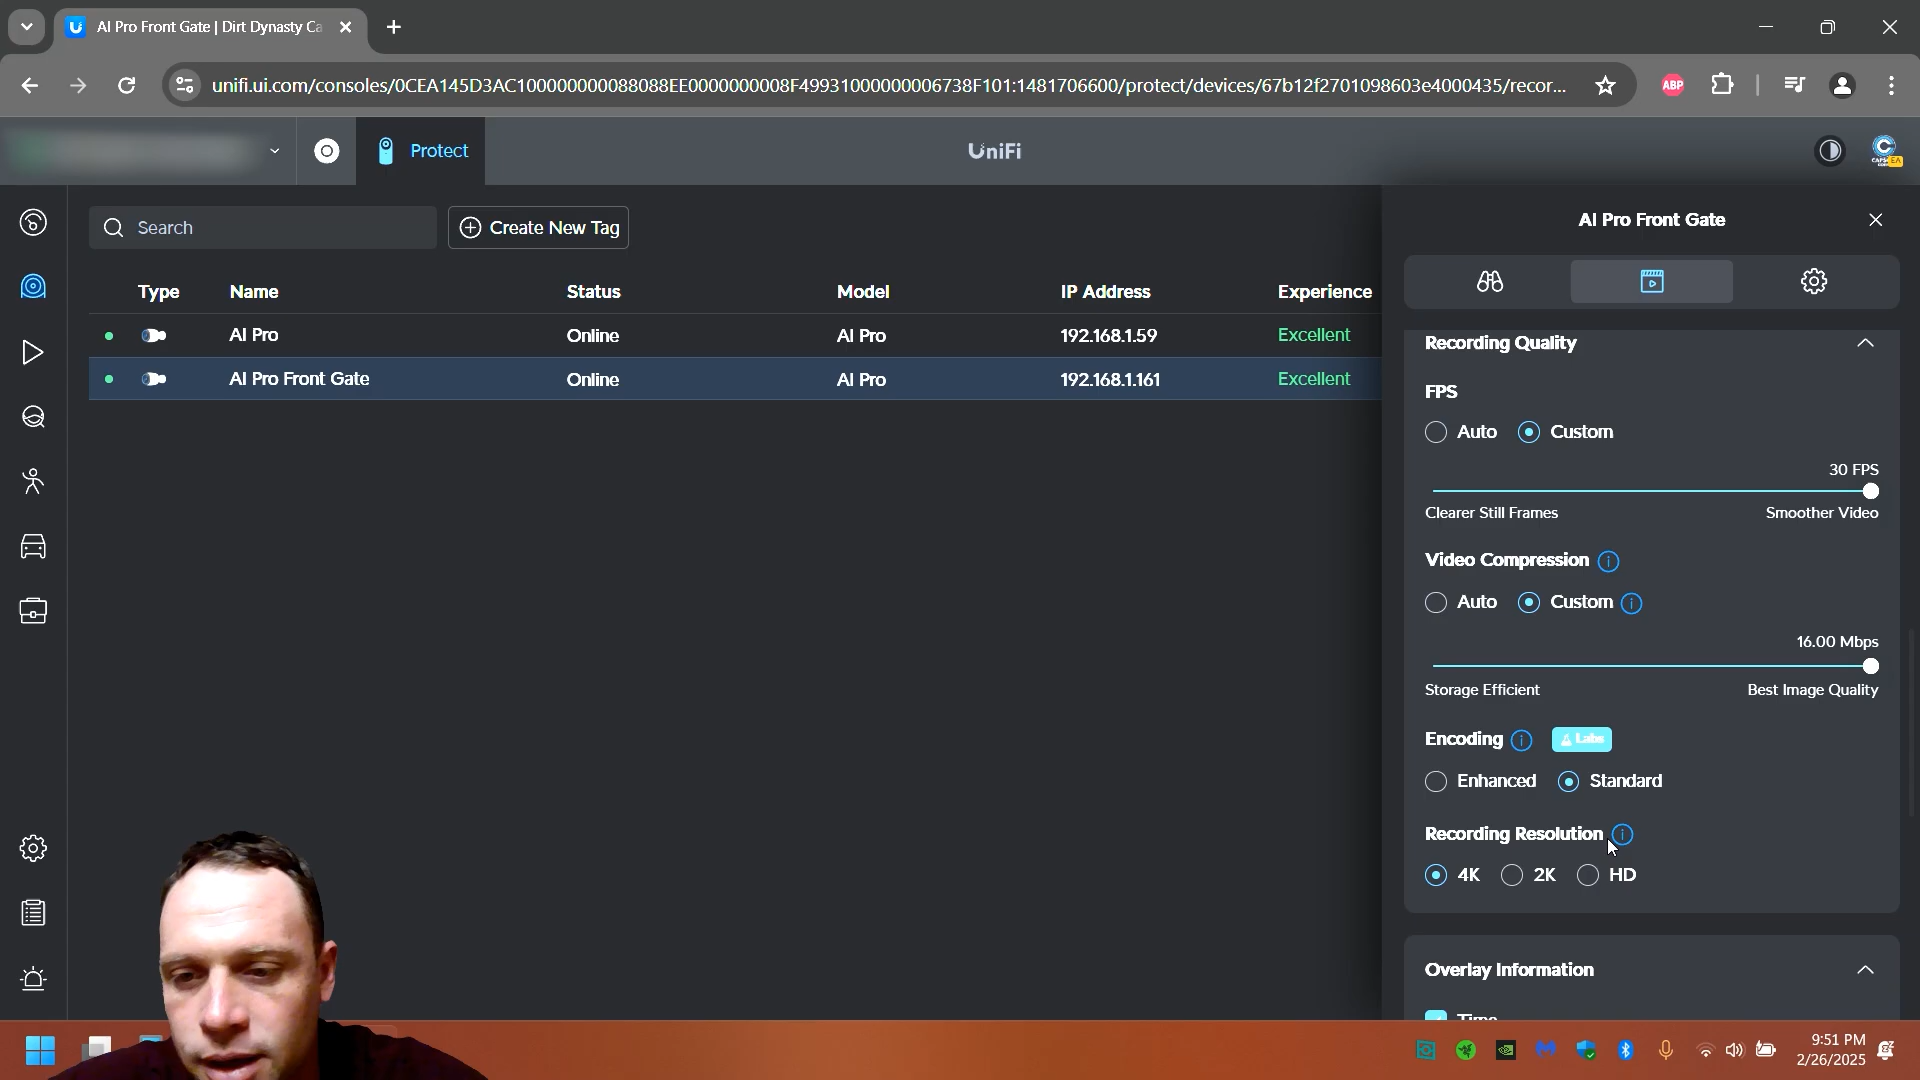 AI Pro Front Gate | Dirt Dynasty Ca
unifi.ui.com/consoles/0CEA145D3AC100000000088088EE0000000008F49931000000006738F101:1481706600/protect/devices/67b12f2701098603e4000435/recor...
ABP
Protect
UniFi
EA
Search
Create New Tag
AI Pro Front Gate
Type Name Status Model IP Address Experience
AI Pro Online AI Pro 192.168.1.59 Excellent
AI Pro Front Gate Online AI Pro 192.168.1.161 Excellent
Recording Quality
FPS
Auto Custom
30 FPS
Clearer Still Frames Smoother Video
Video Compression
Auto Custom
16.00 Mbps
Storage Efficient Best Image Quality
Encoding Labs
Enhanced Standard
Recording Resolution
4K 2K HD
Overlay Information
Time
9:51 PM
2/26/2025